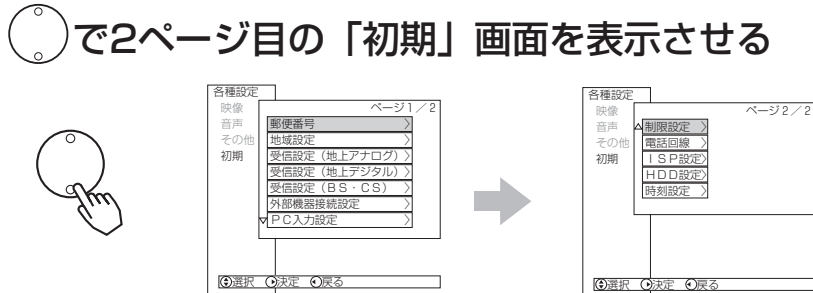 で2ページ目の「初期」画面を表示させる
各種設定
映像
音声
その他
初期
ページ1／2
郵便番号 〉
地域設定 〉
受信設定（地上アナログ）〉
受信設定（地上デジタル）〉
受信設定（BS・CS） 〉
外部機器接続設定 〉
PC入力設定 〉
選択 決定 戻る
各種設定
映像
音声
その他
初期
ページ2／2
制限設定 〉
電話回線 〉
ISP設定〉
HDD設定〉
時刻設定 〉
選択 決定 戻る